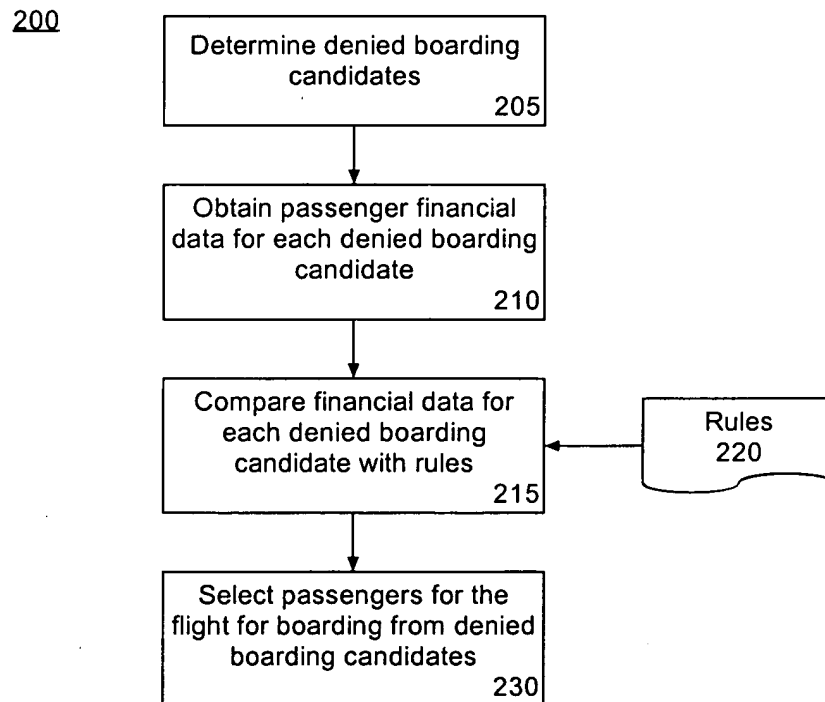 200
Determine denied boarding
candidates
205
Obtain passenger financial
data for each denied boarding
candidate
210
Compare financial data for
each denied boarding
candidate with rules
215
Rules
220
Select passengers for the
flight for boarding from denied
boarding candidates
230